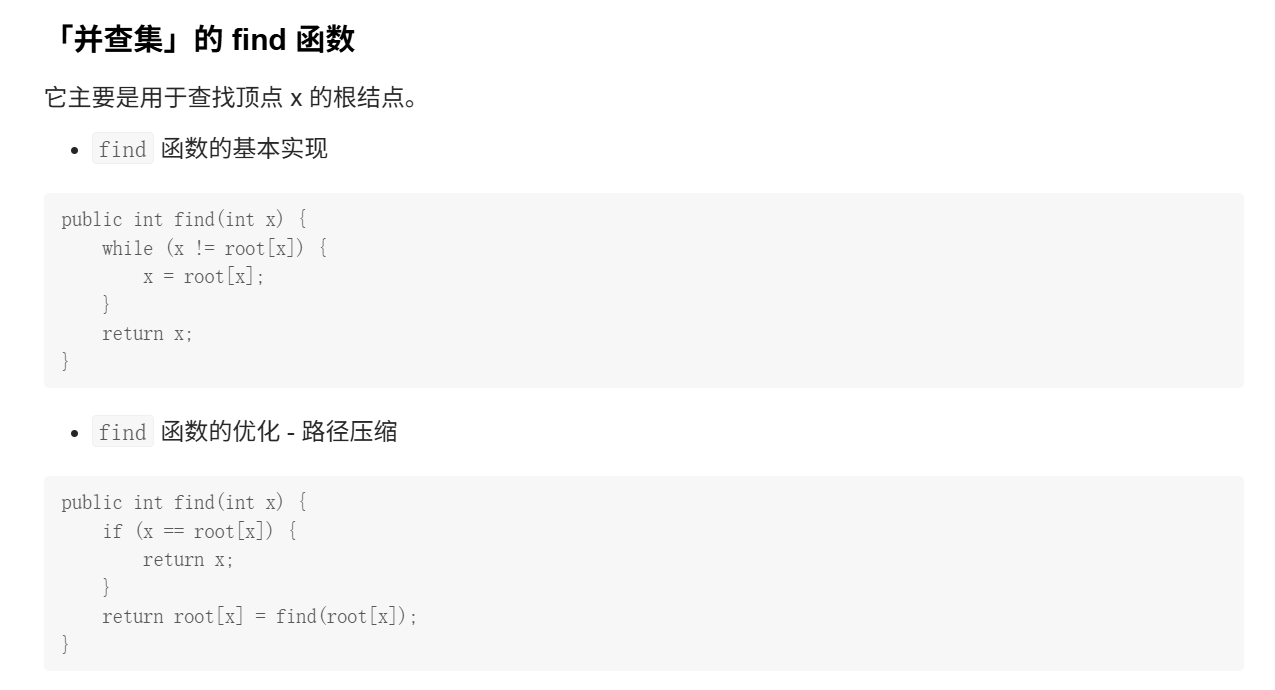 「并查集」的 find 函数
它主要是用于查找顶点 x 的根结点。
• find 函数的基本实现
public int find(int x) {
    while (x != root[x]) {
        x = root[x];
    }
    return x;
}
• find 函数的优化 - 路径压缩
public int find(int x) {
    if (x == root[x]) {
        return x;
    }
    return root[x] = find(root[x]);
}